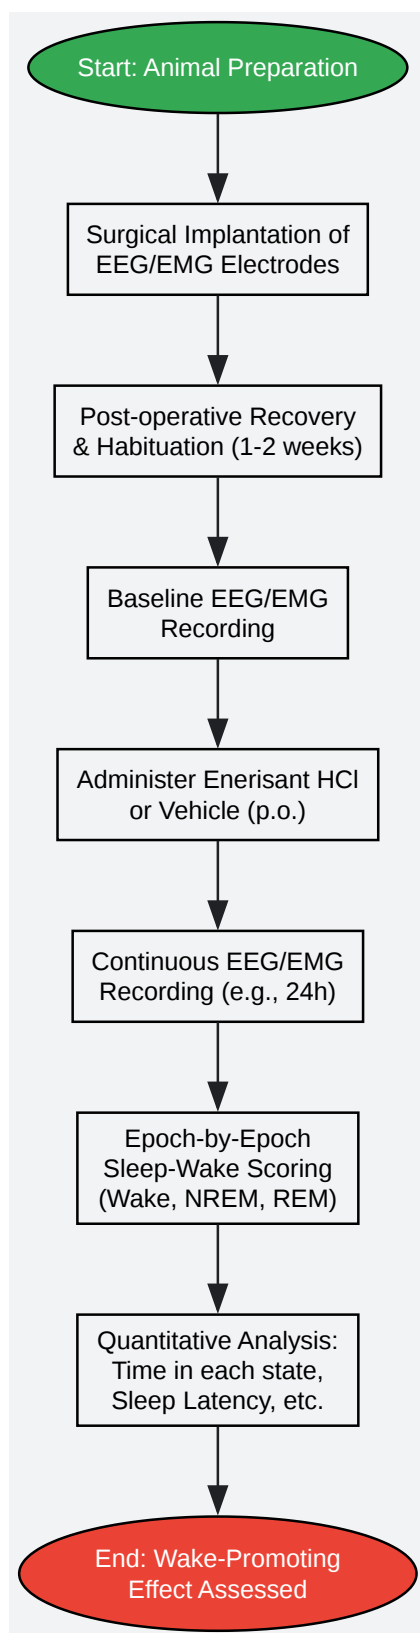 Start: Animal Preparation
Surgical Implantation of
EEG/EMG Electrodes
Post-operative Recovery
& Habituation (1-2 weeks)
Baseline EEG/EMG
Recording
Administer Enerisant HCl
or Vehicle (p.o.)
Continuous EEG/EMG
Recording (e.g., 24h)
Epoch-by-Epoch
Sleep-Wake Scoring
(Wake, NREM, REM)
Quantitative Analysis:
Time in each state,
Sleep Latency, etc.
End: Wake-Promoting
Effect Assessed